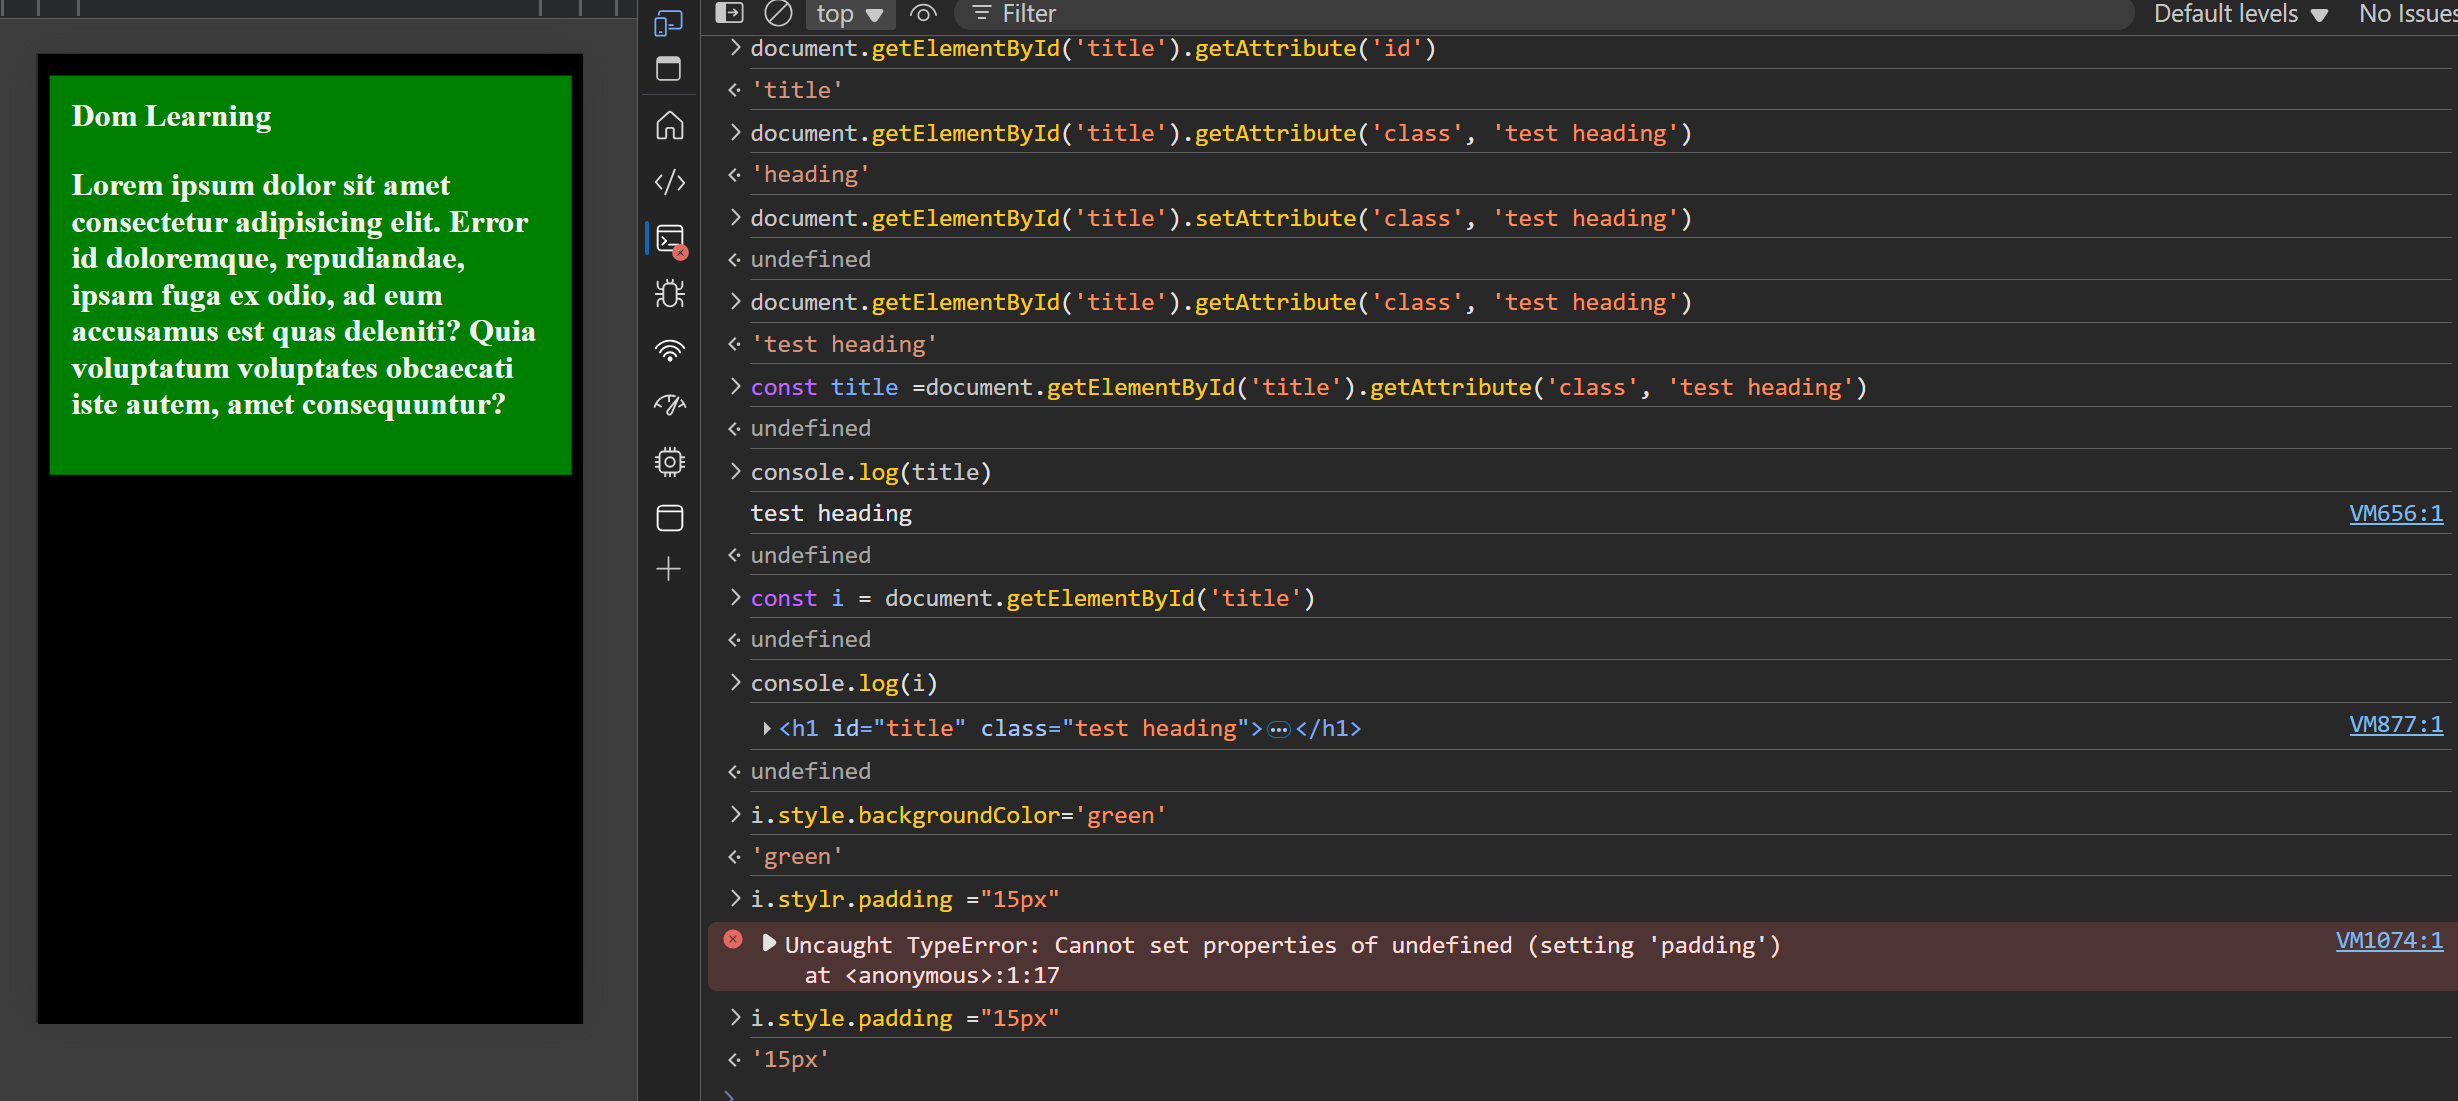 Dom Learning
Lorem ipsum dolor sit amet
consectetur adipisicing elit. Error
id doloremque, repudiandae,
ipsam fuga ex odio, ad eum
accusamus est quas deleniti? Quia
voluptatum voluptates obcaecati
iste autem, amet consequuntur?
top
Filter
Default levels
No Issues
document.getElementById('title').getAttribute('id')
'title'
document.getElementById('title').getAttribute('class', 'test heading')
'heading'
document.getElementById('title').setAttribute('class', 'test heading')
undefined
document.getElementById('title').getAttribute('class', 'test heading')
'test heading'
const title =document.getElementById('title').getAttribute('class', 'test heading')
undefined
console.log(title)
test heading VM656:1
undefined
const i = document.getElementById('title')
undefined
console.log(i)
<h1 id="title" class="test heading">…</h1> VM877:1
undefined
i.style.backgroundColor='green'
'green'
i.stylr.padding ="15px"
Uncaught TypeError: Cannot set properties of undefined (setting 'padding') VM1074:1
at <anonymous>:1:17
i.style.padding ="15px"
'15px'